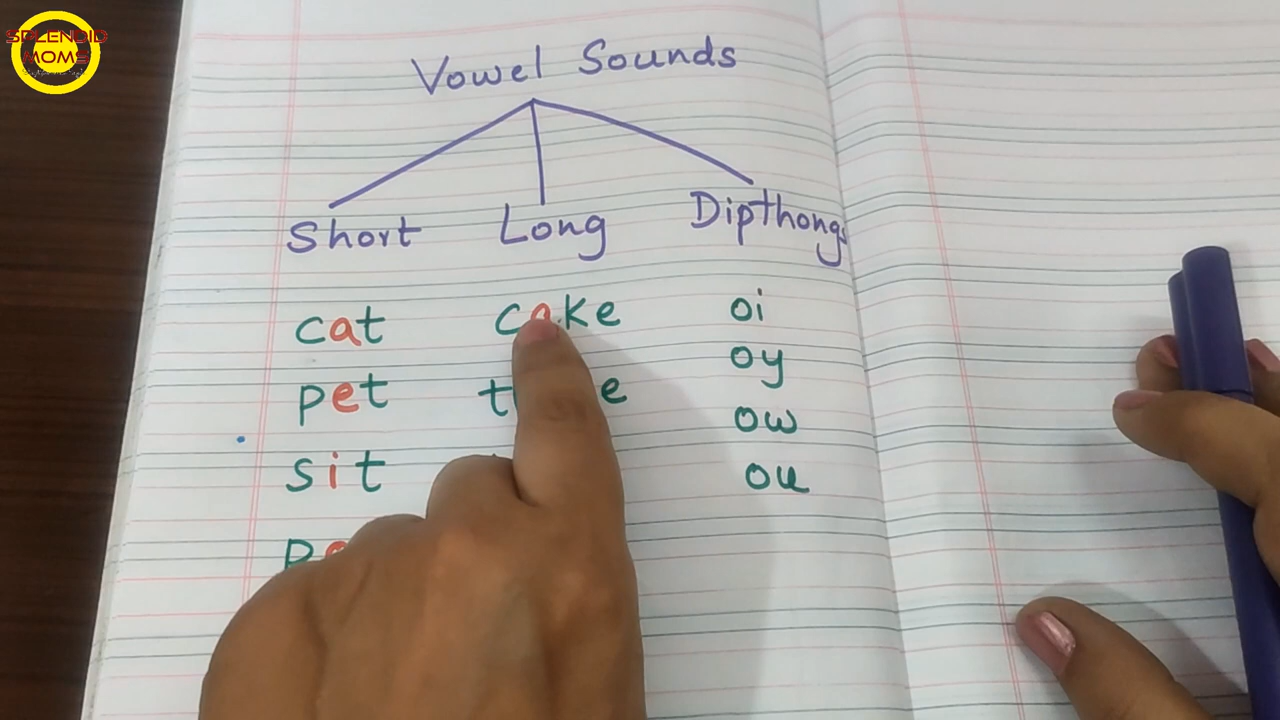 SPLENDID
MOMS
Vowel Sounds
Short Long Dipthongs
cat cake oi
pet oy
sit ow
ou